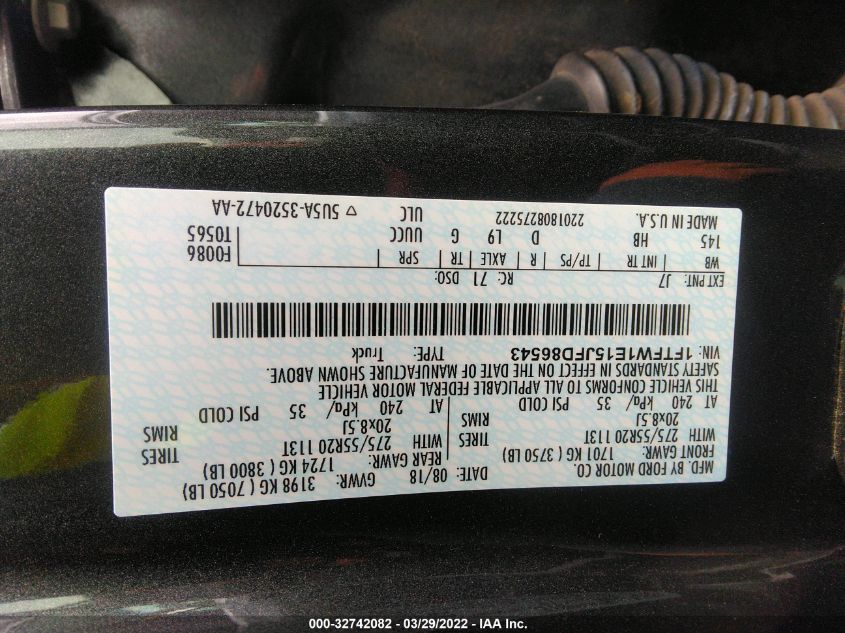 MFD. BY FORD MOTOR CO.
DATE: 08/18 GVWR: 3198 KG ( 7050 LB)
FRONT GAWR: 1701 KG ( 3750 LB) REAR GAWR: 1724 KG ( 3800 LB)
WITH 275/55R20 113T TIRES WITH 275/55R20 113T TIRES
20x8.5J RIMS 20x8.5J RIMS
AT 240 kPa/ 35 PSI COLD AT 240 kPa/ 35 PSI COLD
THIS VEHICLE CONFORMS TO ALL APPLICABLE FEDERAL MOTOR VEHICLE
SAFETY STANDARDS IN EFFECT ON THE DATE OF MANUFACTURE SHOWN ABOVE.
VIN: 1FTFW1E15JFD86543 TYPE: Truck
EXT PNT: J7 RC: 71 DSO:
WB INT TR TP/PS R AXLE TR SPR F0086
145 HB D L9 G UUCC T0565
MADE IN U.S.A. 2201808275222 ULC ▽ 5U5A-3520472-AA
000-32742082 - 03/29/2022 - IAA Inc.